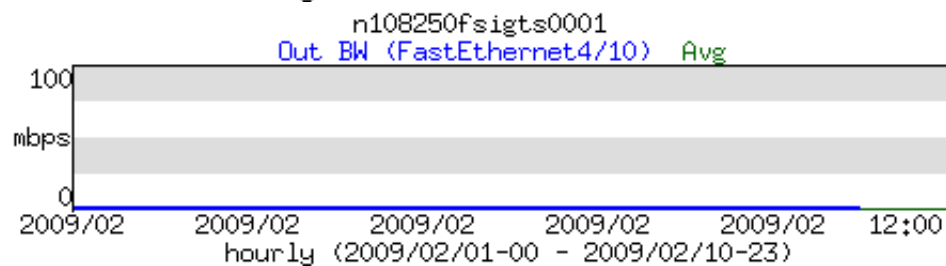 n108250fsigts0001
Out BW (FastEthernet4/10) Avg
100
mbps
0
2009/02 2009/02 2009/02 2009/02 2009/02 12:00
hourly (2009/02/01-00 - 2009/02/10-23)